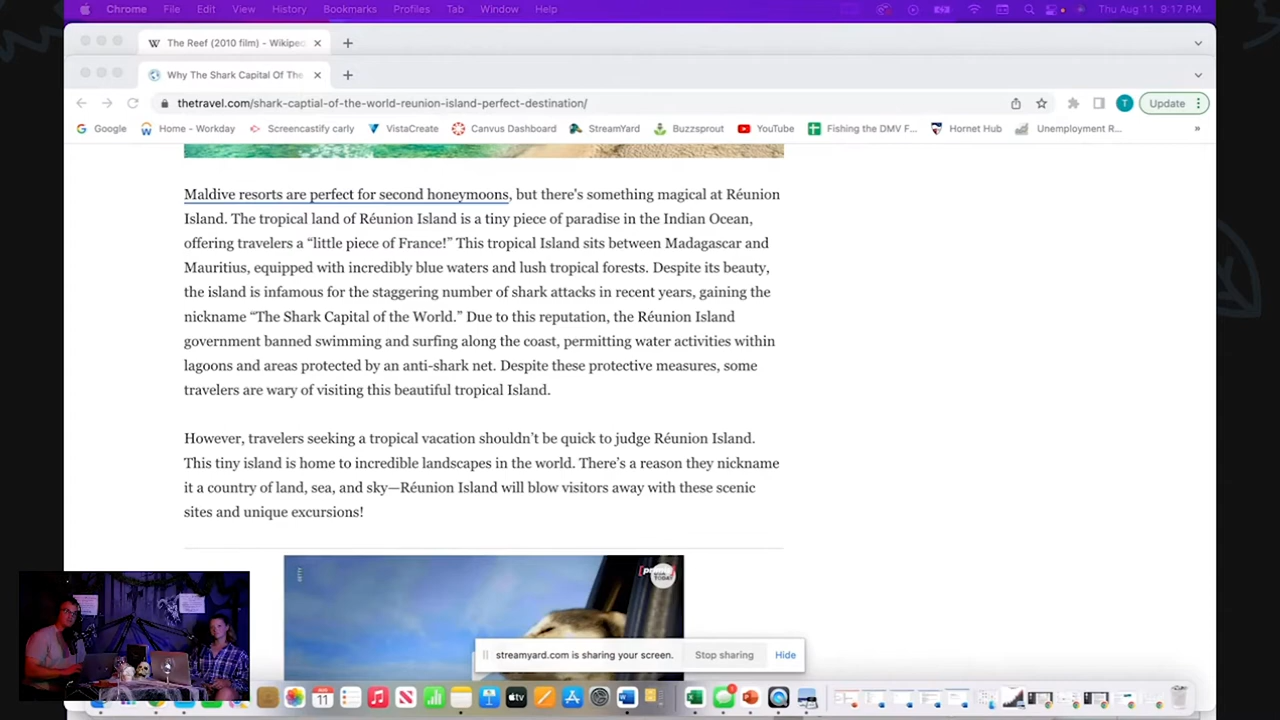 Chrome File Edit View History Bookmarks Profiles Tab Window Help Thu Aug 11 9:17 PM
The Reef (2010 film) - Wikiped
Why The Shark Capital Of The
thetravel.com/shark-captial-of-the-world-reunion-island-perfect-destination/ T Update
Google Home - Workday Screencastify carly VistaCreate Canvus Dashboard StreamYard Buzzsprout YouTube Fishing the DMV F... Hornet Hub Unemployment R... »
Maldive resorts are perfect for second honeymoons, but there's something magical at Réunion
Island. The tropical land of Réunion Island is a tiny piece of paradise in the Indian Ocean,
offering travelers a “little piece of France!” This tropical Island sits between Madagascar and
Mauritius, equipped with incredibly blue waters and lush tropical forests. Despite its beauty,
the island is infamous for the staggering number of shark attacks in recent years, gaining the
nickname “The Shark Capital of the World.” Due to this reputation, the Réunion Island
government banned swimming and surfing along the coast, permitting water activities within
lagoons and areas protected by an anti-shark net. Despite these protective measures, some
travelers are wary of visiting this beautiful tropical Island.
However, travelers seeking a tropical vacation shouldn’t be quick to judge Réunion Island.
This tiny island is home to incredible landscapes in the world. There’s a reason they nickname
it a country of land, sea, and sky—Réunion Island will blow visitors away with these scenic
sites and unique excursions!
GETTY
USA TODAY
streamyard.com is sharing your screen. Stop sharing Hide
tv